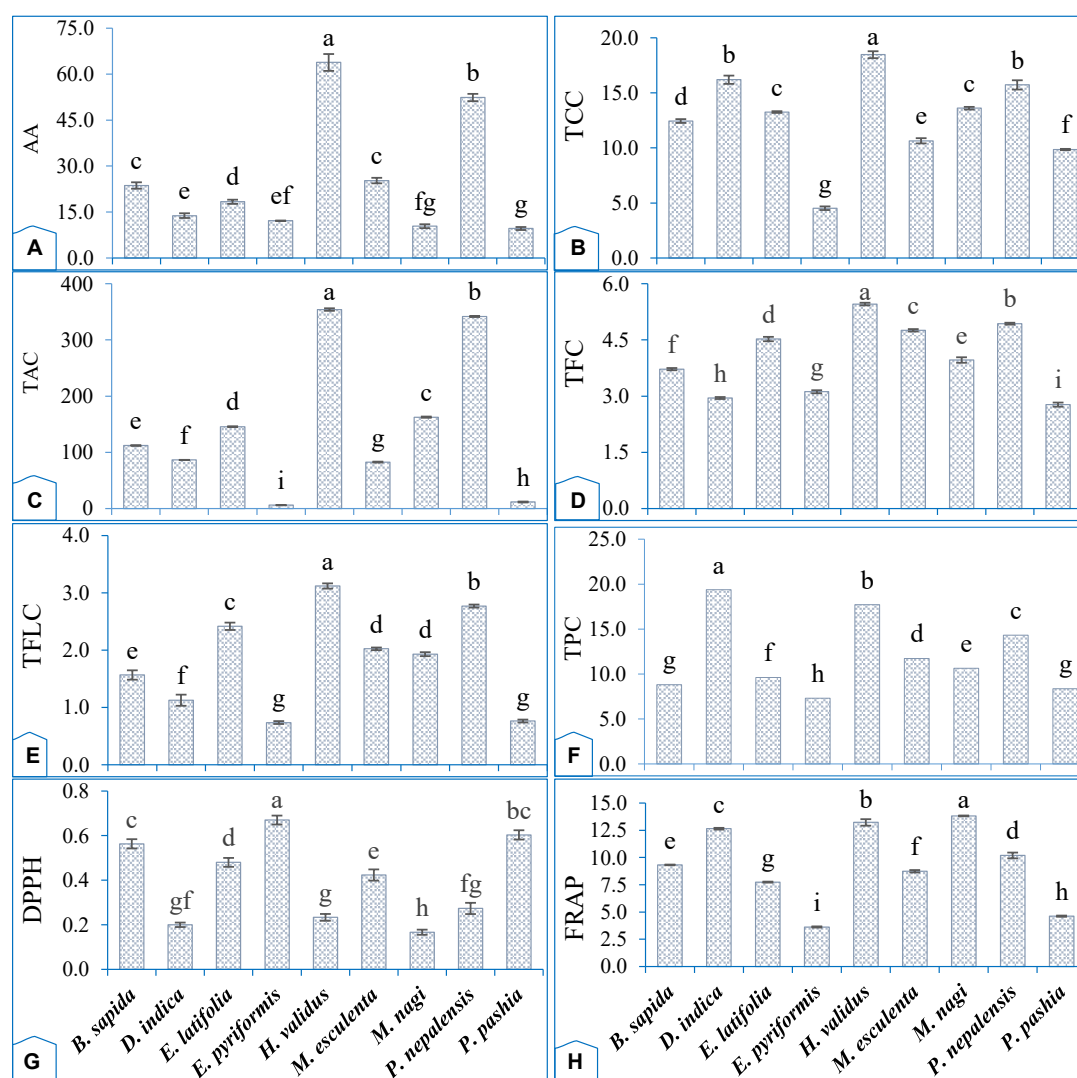 75.0
60.0
45.0
30.0
15.0
0.0
AA
c
e
d
ef
a
c
fg
b
g
A
20.0
15.0
10.0
5.0
0.0
TCC
d
b
c
g
a
e
c
b
f
B
400
300
200
100
0
TAC
e
f
d
i
a
g
c
b
h
C
6.0
4.5
3.0
1.5
0.0
TFC
f
h
d
g
a
c
e
b
i
D
4.0
3.0
2.0
1.0
0.0
TFLC
e
f
c
g
a
d
d
b
g
E
25.0
20.0
15.0
10.0
5.0
0.0
TPC
g
a
f
h
b
d
e
c
g
F
0.8
0.6
0.4
0.2
0.0
DPPH
c
gf
d
a
g
e
h
fg
bc
B. sapida
D. indica
E. latifolia
E. pyriformis
H. validus
M. esculenta
M. nagi
P. nepalensis
P. pashia
G
15.0
12.5
10.0
7.5
5.0
2.5
0.0
FRAP
e
c
g
i
b
f
a
d
h
B. sapida
D. indica
E. latifolia
E. pyriformis
H. validus
M. esculenta
M. nagi
P. nepalensis
P. pashia
H